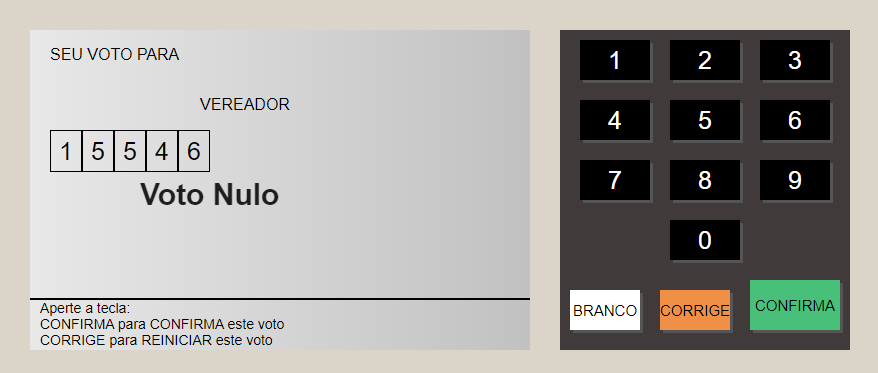 SEU VOTO PARA
VEREADOR
1 5 5 4 6
Voto Nulo
Aperte a tecla:
CONFIRMA para CONFIRMA este voto
CORRIGE para REINICIAR este voto
1 2 3
4 5 6
7 8 9
0
BRANCO CORRIGE CONFIRMA